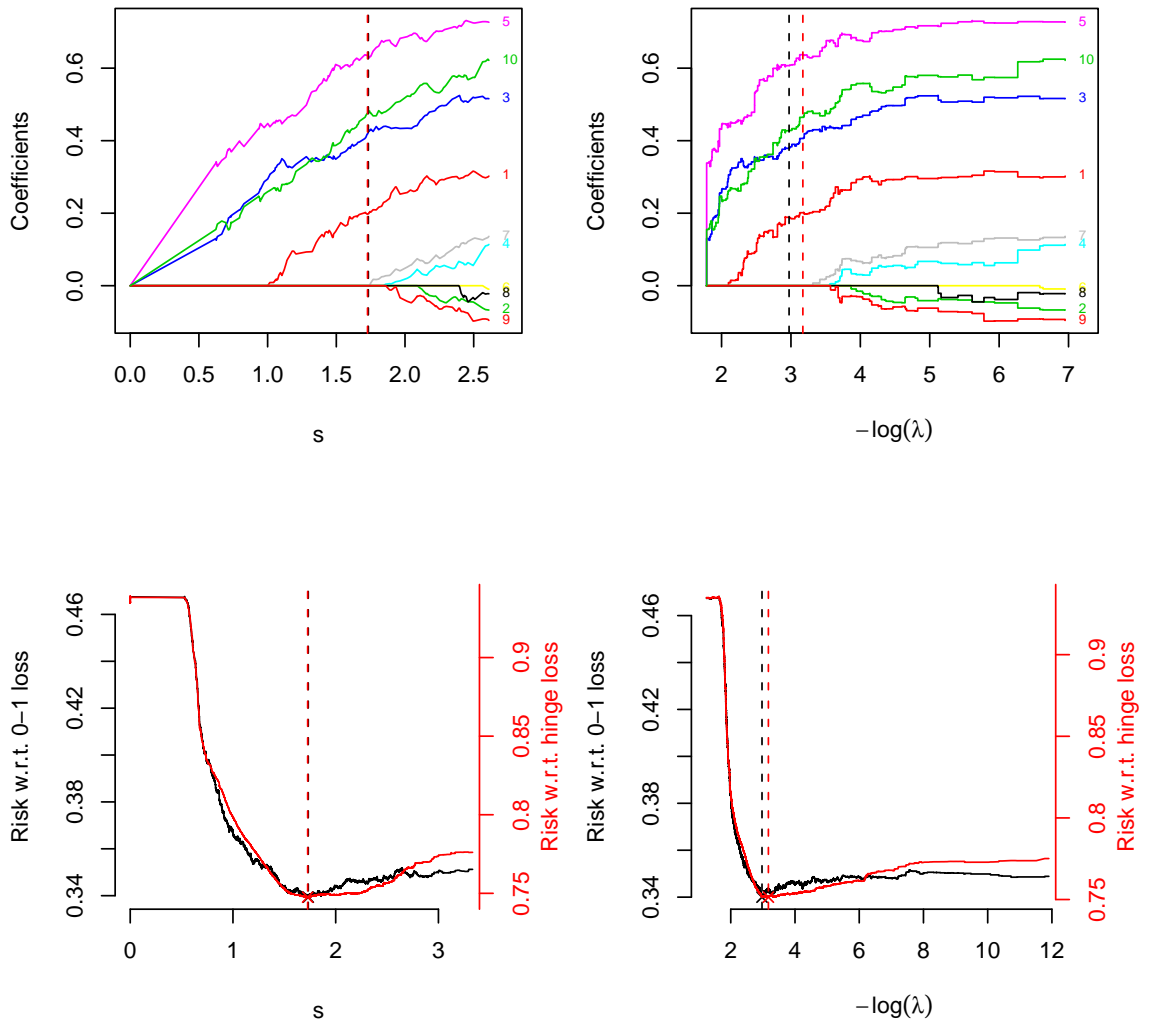 Coefficients
0.0 0.2 0.4 0.6
0.0 0.5 1.0 1.5 2.0 2.5
s
5
10
3
1
7
4
8
2
9
Coefficients
0.0 0.2 0.4 0.6
2 3 4 5 6 7
−log(λ)
5
10
3
1
7
4
8
2
9
Risk w.r.t. 0−1 loss
0.34 0.38 0.42 0.46
0 1 2 3
s
0.75 0.8 0.85 0.9
Risk w.r.t. hinge loss
Risk w.r.t. 0−1 loss
0.34 0.38 0.42 0.46
2 4 6 8 10 12
−log(λ)
0.75 0.8 0.85 0.9
Risk w.r.t. hinge loss